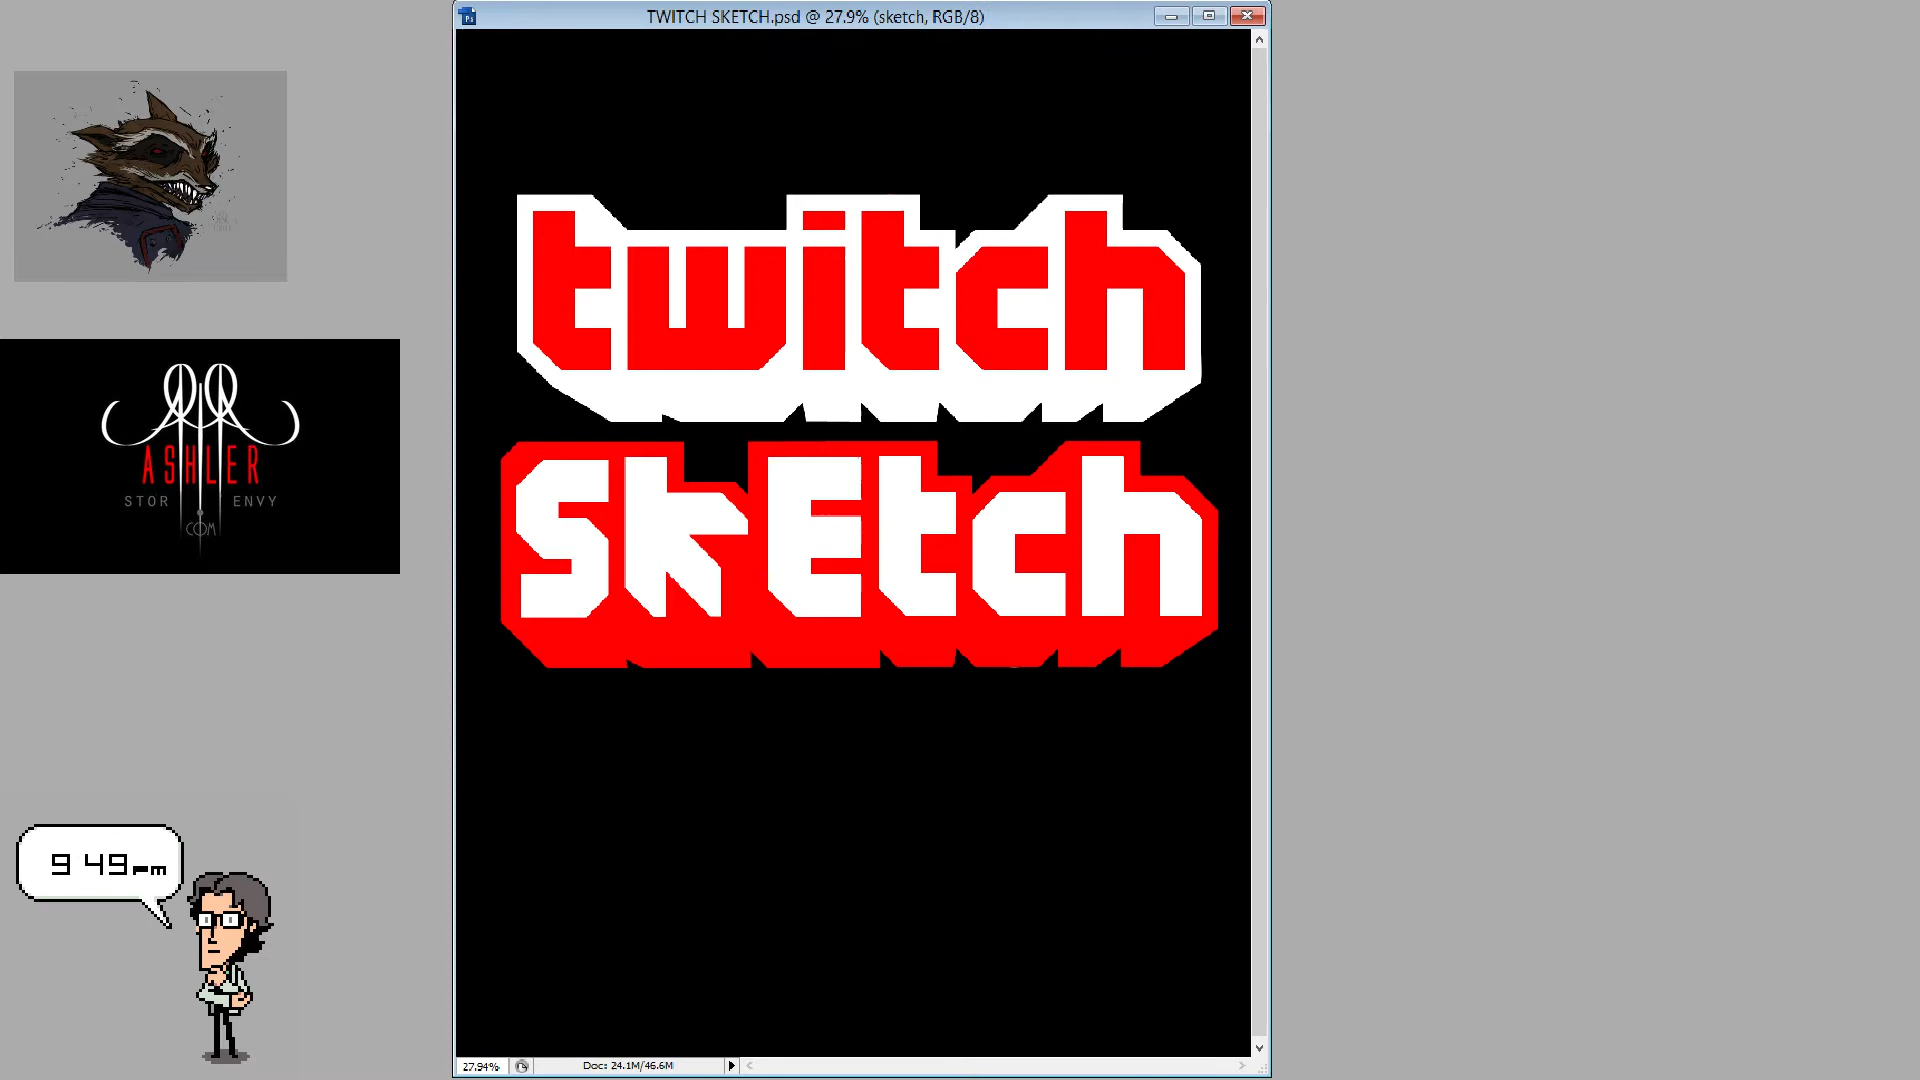 TWITCH SKETCH.psd @ 27.9% (sketch, RGB/8)
twitch
SkEtch
ASHLER
STOR ENVY
COM
9 49PM
27.94%
Doc: 24.1M/46.6M